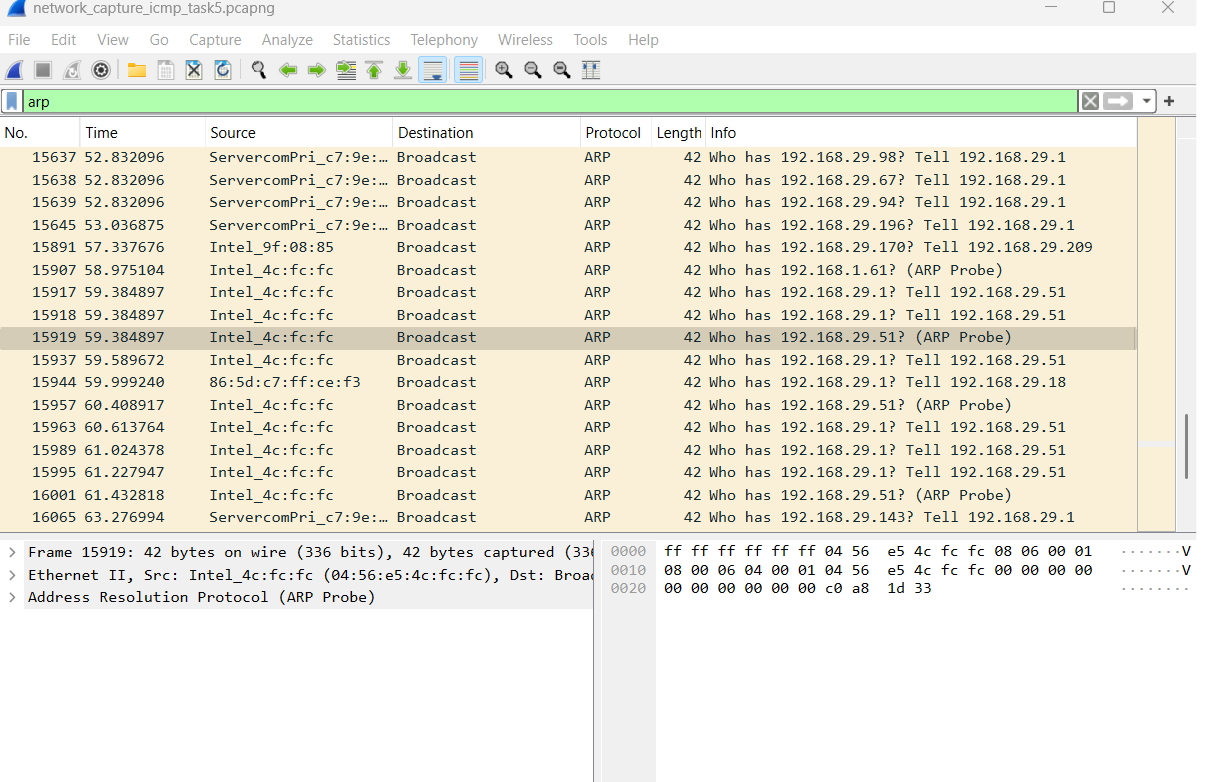 network_capture_icmp_task5.pcapng
File Edit View Go Capture Analyze Statistics Telephony Wireless Tools Help
arp
No. Time Source Destination Protocol Length Info
15637 52.832096 ServercomPri_c7:9e:… Broadcast ARP 42 Who has 192.168.29.98? Tell 192.168.29.1
15638 52.832096 ServercomPri_c7:9e:… Broadcast ARP 42 Who has 192.168.29.67? Tell 192.168.29.1
15639 52.832096 ServercomPri_c7:9e:… Broadcast ARP 42 Who has 192.168.29.94? Tell 192.168.29.1
15645 53.036875 ServercomPri_c7:9e:… Broadcast ARP 42 Who has 192.168.29.196? Tell 192.168.29.1
15891 57.337676 Intel_9f:08:85 Broadcast ARP 42 Who has 192.168.29.170? Tell 192.168.29.209
15907 58.975104 Intel_4c:fc:fc Broadcast ARP 42 Who has 192.168.1.61? (ARP Probe)
15917 59.384897 Intel_4c:fc:fc Broadcast ARP 42 Who has 192.168.29.1? Tell 192.168.29.51
15918 59.384897 Intel_4c:fc:fc Broadcast ARP 42 Who has 192.168.29.1? Tell 192.168.29.51
15919 59.384897 Intel_4c:fc:fc Broadcast ARP 42 Who has 192.168.29.51? (ARP Probe)
15937 59.589672 Intel_4c:fc:fc Broadcast ARP 42 Who has 192.168.29.1? Tell 192.168.29.51
15944 59.999240 86:5d:c7:ff:ce:f3 Broadcast ARP 42 Who has 192.168.29.1? Tell 192.168.29.18
15957 60.408917 Intel_4c:fc:fc Broadcast ARP 42 Who has 192.168.29.51? (ARP Probe)
15963 60.613764 Intel_4c:fc:fc Broadcast ARP 42 Who has 192.168.29.1? Tell 192.168.29.51
15989 61.024378 Intel_4c:fc:fc Broadcast ARP 42 Who has 192.168.29.1? Tell 192.168.29.51
15995 61.227947 Intel_4c:fc:fc Broadcast ARP 42 Who has 192.168.29.1? Tell 192.168.29.51
16001 61.432818 Intel_4c:fc:fc Broadcast ARP 42 Who has 192.168.29.51? (ARP Probe)
16065 63.276994 ServercomPri_c7:9e:… Broadcast ARP 42 Who has 192.168.29.143? Tell 192.168.29.1
Frame 15919: 42 bytes on wire (336 bits), 42 bytes captured (336
Ethernet II, Src: Intel_4c:fc:fc (04:56:e5:4c:fc:fc), Dst: Broad
Address Resolution Protocol (ARP Probe)
0000 ff ff ff ff ff ff 04 56 e5 4c fc fc 08 06 00 01 ·······V
0010 08 00 06 04 00 01 04 56 e5 4c fc fc 00 00 00 00 ·······V
0020 00 00 00 00 00 00 c0 a8 1d 33 ········